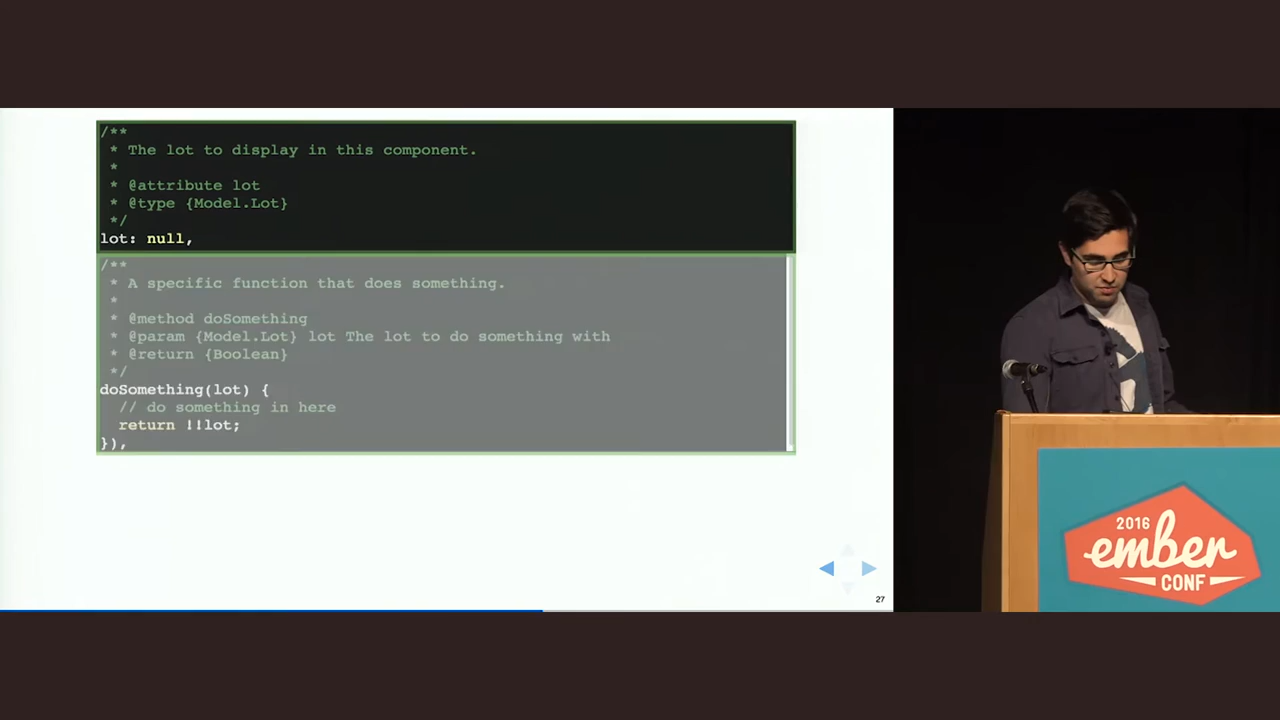 /**
 * The lot to display in this component.
 *
 * @attribute lot
 * @type {Model.Lot}
 */
lot: null,
/**
 * A specific function that does something.
 *
 * @method doSomething
 * @param {Model.Lot} lot The lot to do something with
 * @return {Boolean}
 */
doSomething(lot) {
  // do something in here
  return !!lot;
}),
27
2016
ember
CONF